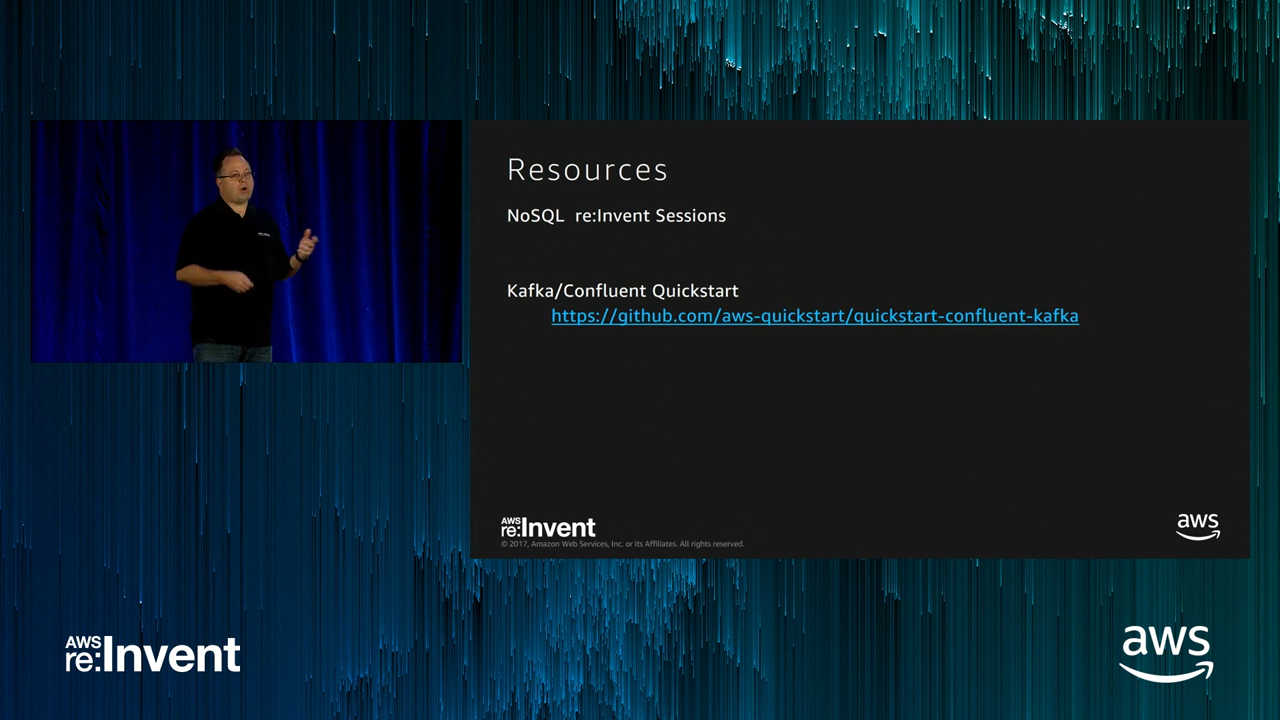 Resources
NoSQL re:Invent Sessions
Kafka/Confluent Quickstart
https://github.com/aws-quickstart/quickstart-confluent-kafka
AWS
re:Invent
© 2017, Amazon Web Services, Inc. or its Affiliates. All rights reserved.
aws
AWS
re:Invent
aws